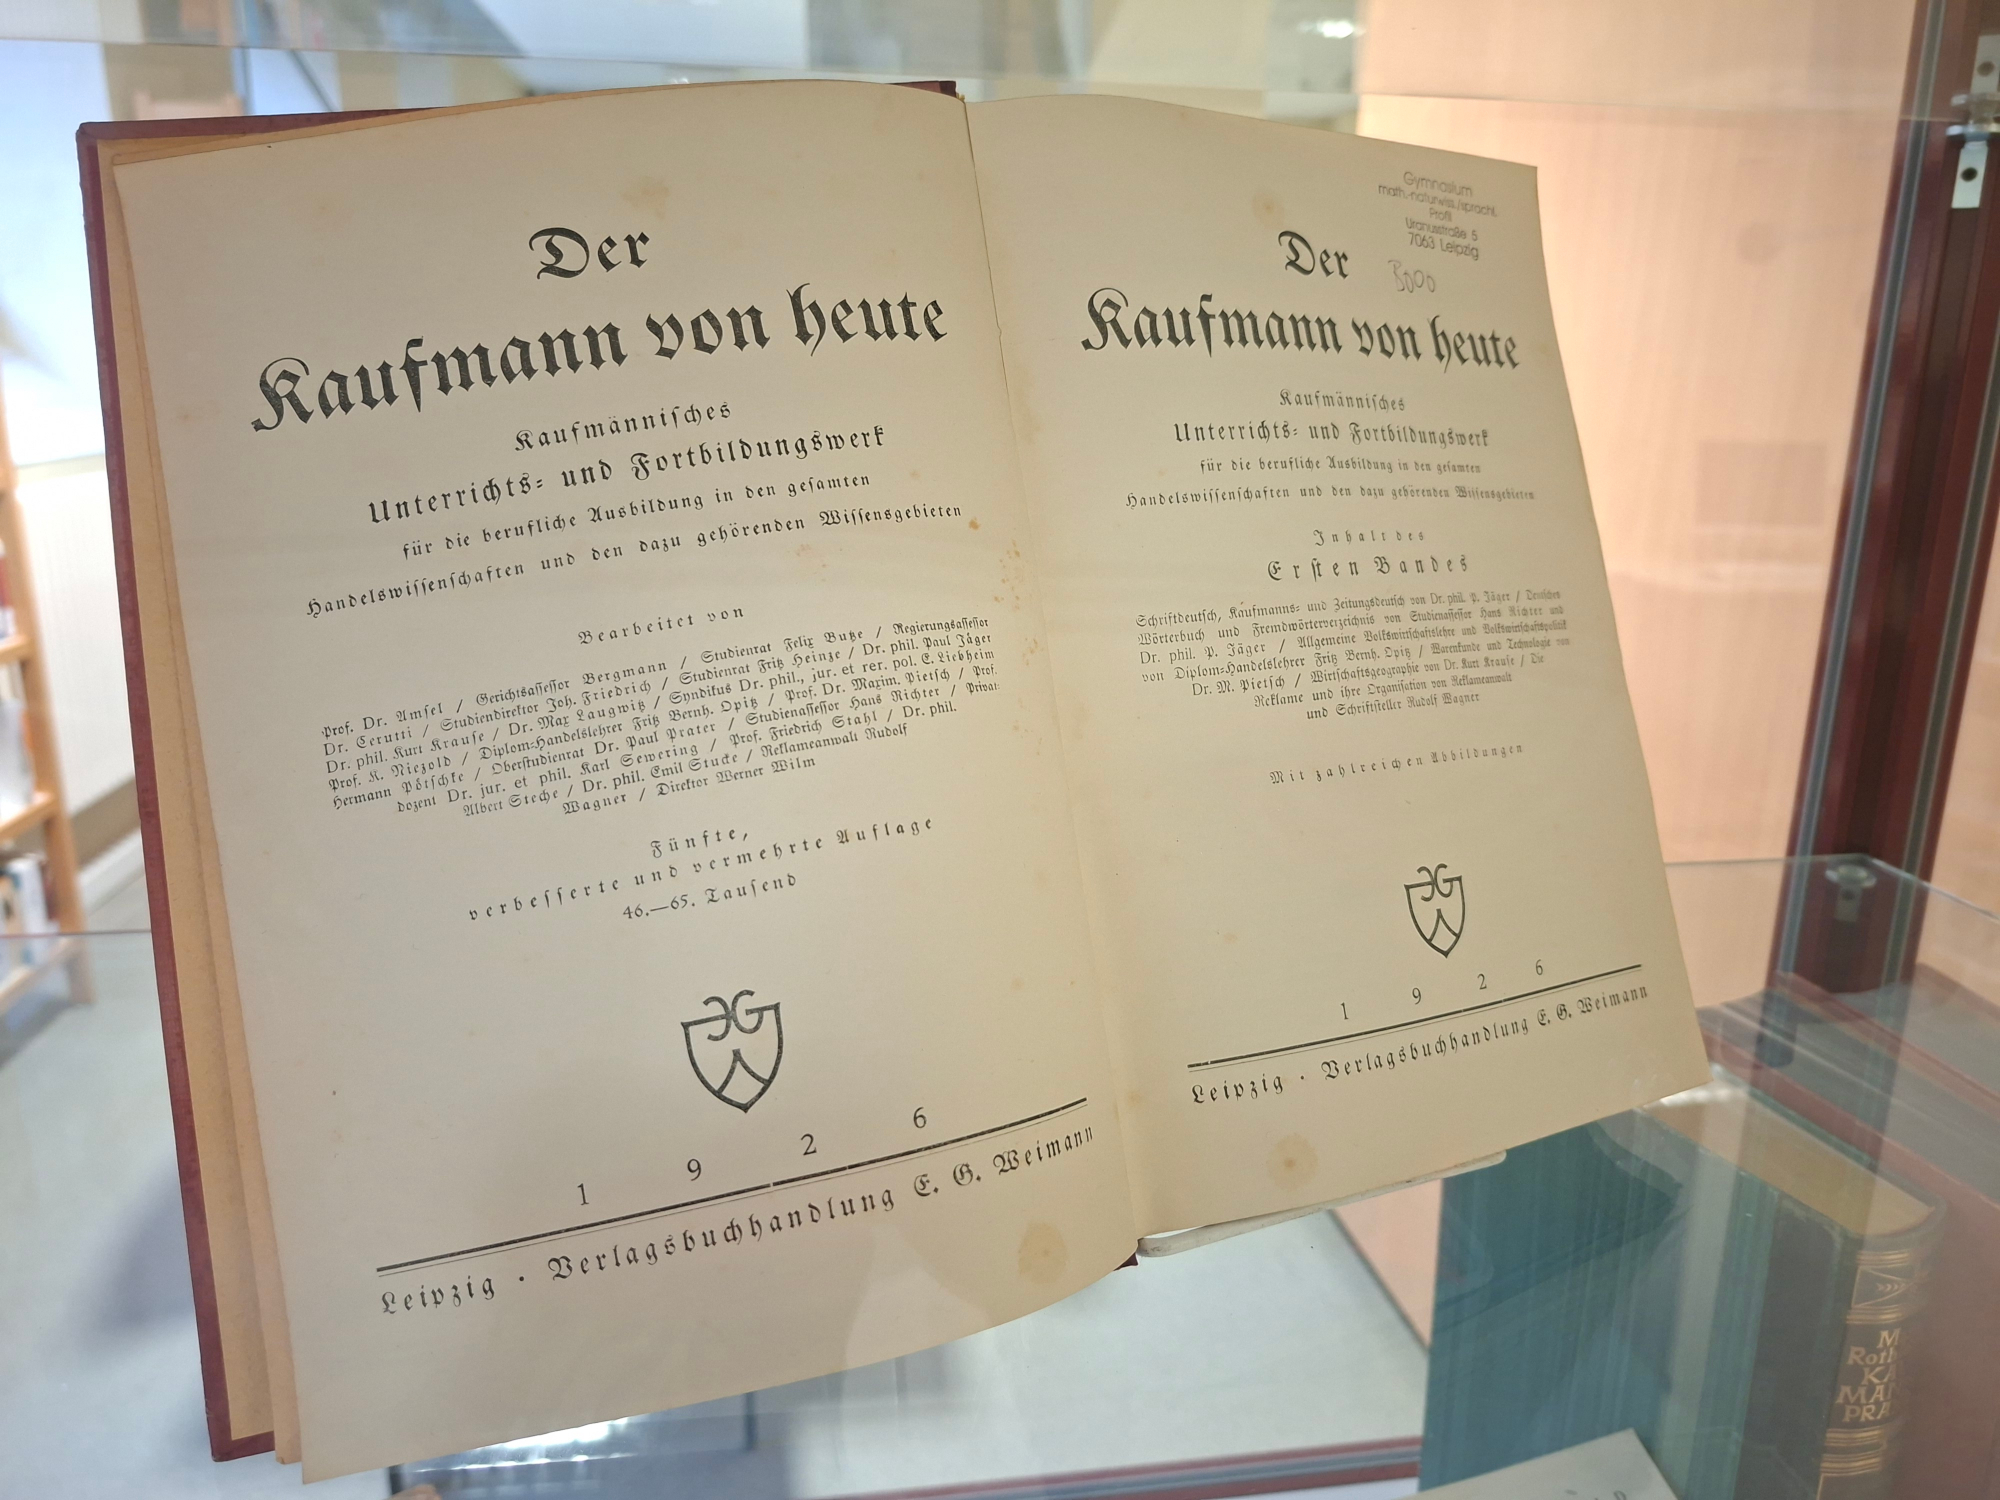 Der
Kaufmann von heute
Kaufmännisches
Unterrichts- und Fortbildungswerk
für die berufliche Ausbildung in den gesamten
Handelswissenschaften und den dazu gehörenden Wissensgebieten
Bearbeitet von
Prof. Dr. Amsel / Gerichtsassessor Bergmann / Studienrat Felix Butze / Regierungsassessor
Dr. Cerutti / Studiendirektor Joh. Friedrich / Studienrat Fritz Heinze / Dr. phil. Paul Jäger
Dr. phil. Kurt Krause / Dr. Max Laugwitz / Syndikus Dr. phil., jur. et rer. pol. E. Liebheim
Prof. K. Niezold / Diplom-Handelslehrer Fritz Bernh. Opitz / Prof. Dr. Maxim. Pietsch / Prof.
Hermann Pötschke / Oberstudienrat Dr. Paul Prater / Studienassessor Hans Richter / Privat-
dozent Dr. jur. et phil. Karl Sewering / Prof. Friedrich Stahl / Dr. phil.
Albert Steche / Dr. phil. Emil Stucke / Reklameanwalt Rudolf
Wagner / Direktor Werner Wilm
Fünfte,
verbesserte und vermehrte Auflage
46.—65. Tausend
1926
Leipzig · Verlagsbuchhandlung E. G. Weimann
Gymnasium
math.-naturwiss./sprachl.
Profil
Uranusstraße 5
7063 Leipzig
Der
Kaufmann von heute
Kaufmännisches
Unterrichts- und Fortbildungswerk
für die berufliche Ausbildung in den gesamten
Handelswissenschaften und den dazu gehörenden Wissensgebieten
Inhalt des
Ersten Bandes
Schriftdeutsch, Kaufmanns- und Zeitungsdeutsch von Dr. phil. P. Jäger / Deutsches
Wörterbuch und Fremdwörterverzeichnis von Studienassessor Hans Richter und
Dr. phil. P. Jäger / Allgemeine Volkswirtschaftslehre und Volkswirtschaftspolitik
von Diplom-Handelslehrer Fritz Bernh. Opitz / Warenkunde und Technologie von
Dr. M. Pietsch / Wirtschaftsgeographie von Dr. Kurt Krause / Die
Reklame und ihre Organisation von Reklameanwalt
und Schriftsteller Rudolf Wagner
Mit zahlreichen Abbildungen
1926
Leipzig · Verlagsbuchhandlung E. G. Weimann